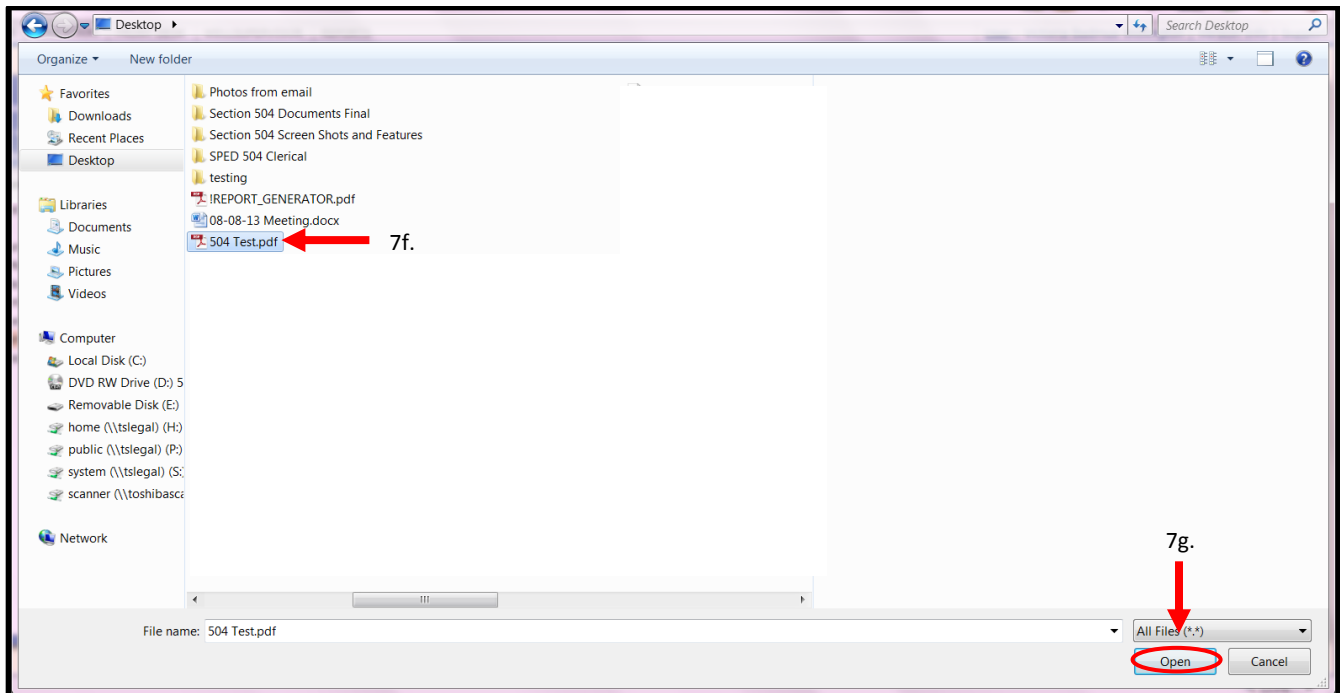 Desktop
Search Desktop
Organize
New folder
Favorites
Downloads
Recent Places
Desktop
Libraries
Documents
Music
Pictures
Videos
Computer
Local Disk (C:)
DVD RW Drive (D:) 5
Removable Disk (E:)
home (\\tslegal) (H:)
public (\\tslegal) (P:)
system (\\tslegal) (S:
scanner (\\toshibasca
Network
Photos from email
Section 504 Documents Final
Section 504 Screen Shots and Features
SPED 504 Clerical
testing
!REPORT_GENERATOR.pdf
08-08-13 Meeting.docx
504 Test.pdf
7f.
7g.
File name: 504 Test.pdf
All Files (*.*)
Open
Cancel